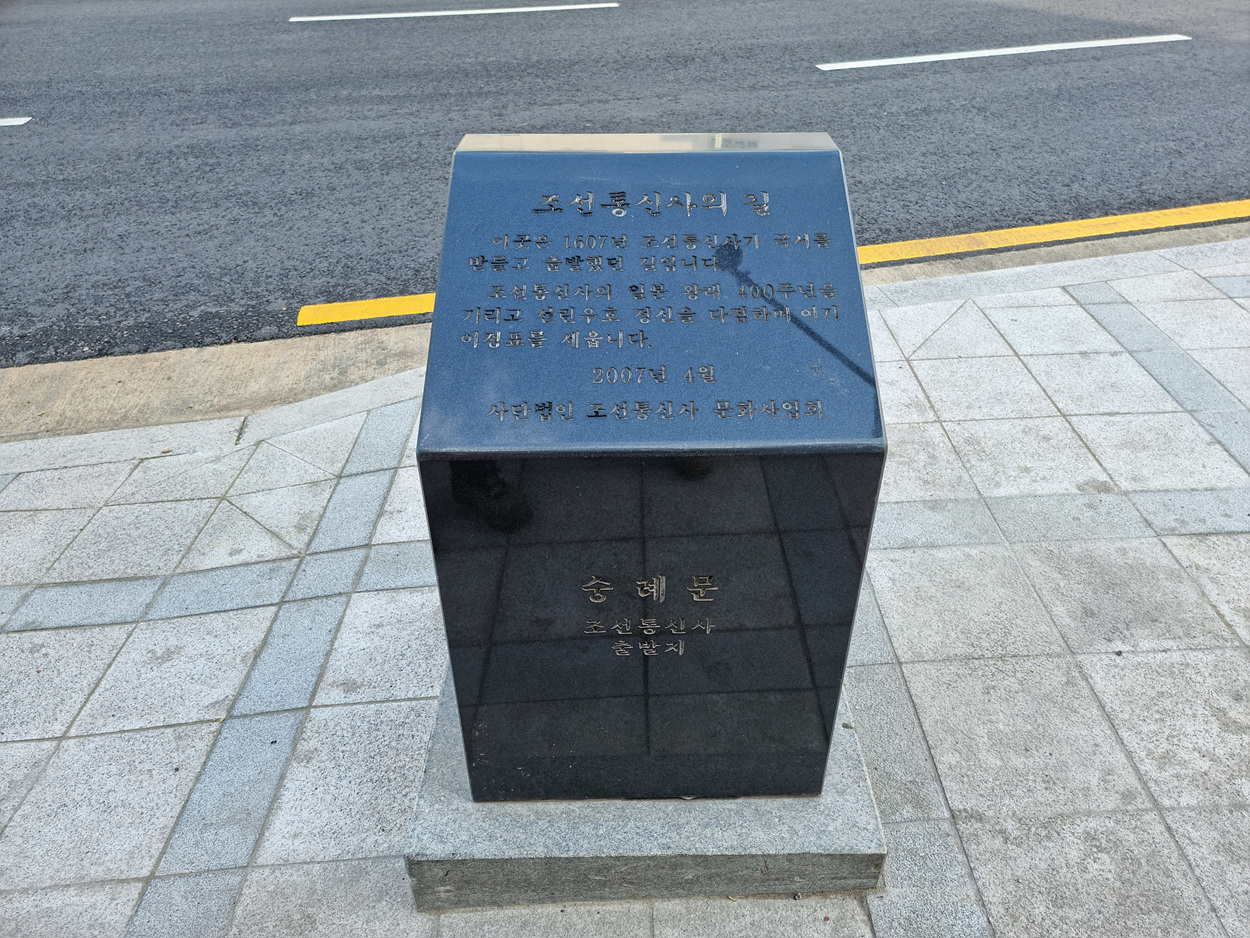 조선통신사의 길
이곳은 1607년 조선통신사가 국서를
받들고 출발했던 길입니다.
조선통신사의 일본 왕래 400주년을
기리고 선린우호 정신을 다짐하며 여기
이정표를 세웁니다.
2007년 4월
사단법인 조선통신사 문화사업회
숭례문
조선통신사
출발지